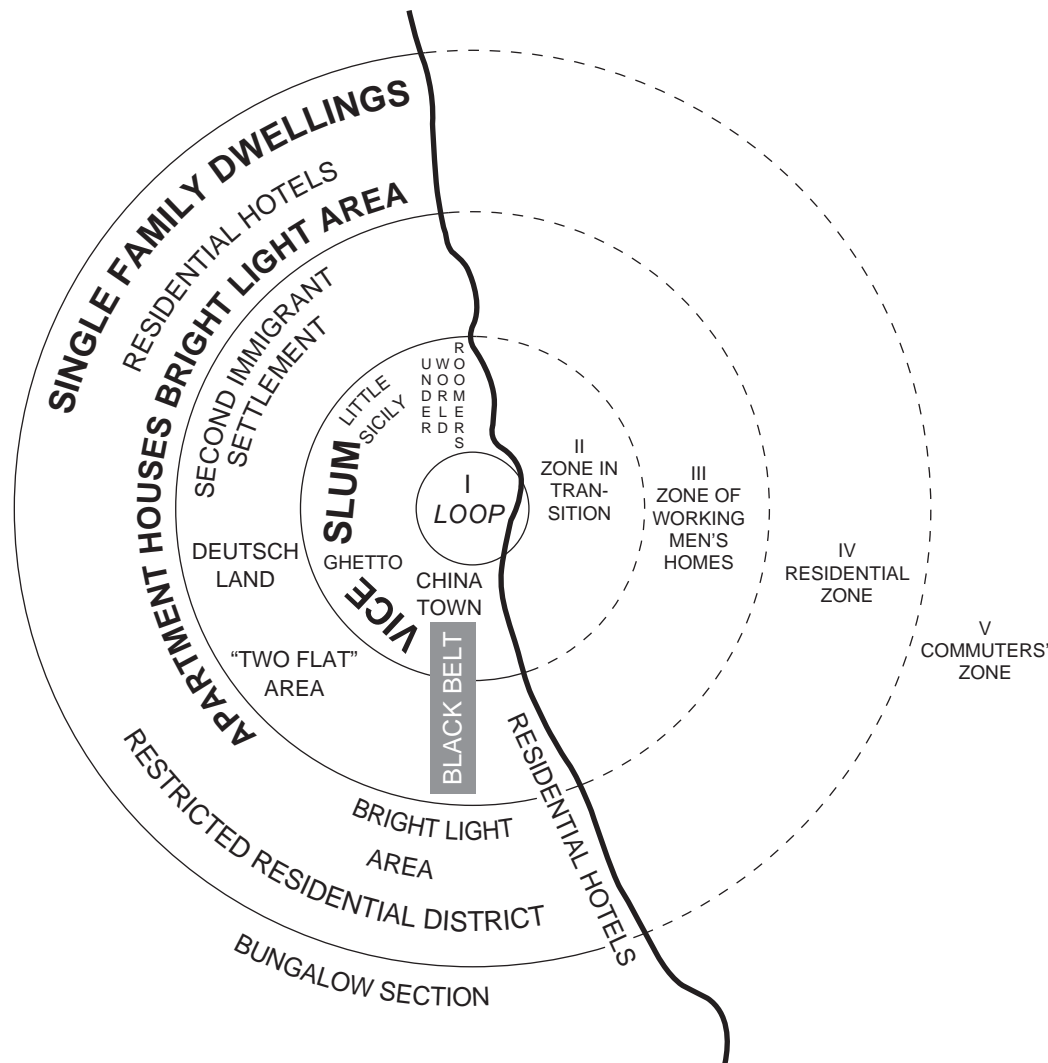 SINGLE FAMILY DWELLINGS
RESIDENTIAL HOTELS
BRIGHT LIGHT AREA
APARTMENT HOUSES
SECOND IMMIGRANT
SETTLEMENT
LITTLE
SICILY
UNDER
WORLD
ROOMERS
SLUM
I
LOOP
II
ZONE IN
TRAN-
SITION
III
ZONE OF
WORKING
MEN'S
HOMES
IV
RESIDENTIAL
ZONE
V
COMMUTERS'
ZONE
DEUTSCH
LAND
GHETTO
VICE
CHINA
TOWN
“TWO FLAT”
AREA
BLACK BELT
RESIDENTIAL HOTELS
BRIGHT LIGHT
AREA
RESTRICTED RESIDENTIAL DISTRICT
BUNGALOW SECTION